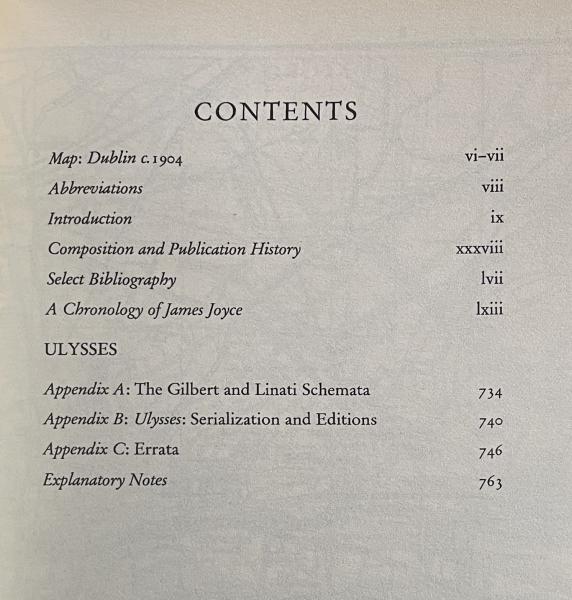 CONTENTS
Map: Dublin c.1904 vi–vii
Abbreviations viii
Introduction ix
Composition and Publication History xxxviii
Select Bibliography lvii
A Chronology of James Joyce lxiii
ULYSSES
Appendix A: The Gilbert and Linati Schemata 734
Appendix B: Ulysses: Serialization and Editions 740
Appendix C: Errata 746
Explanatory Notes 763